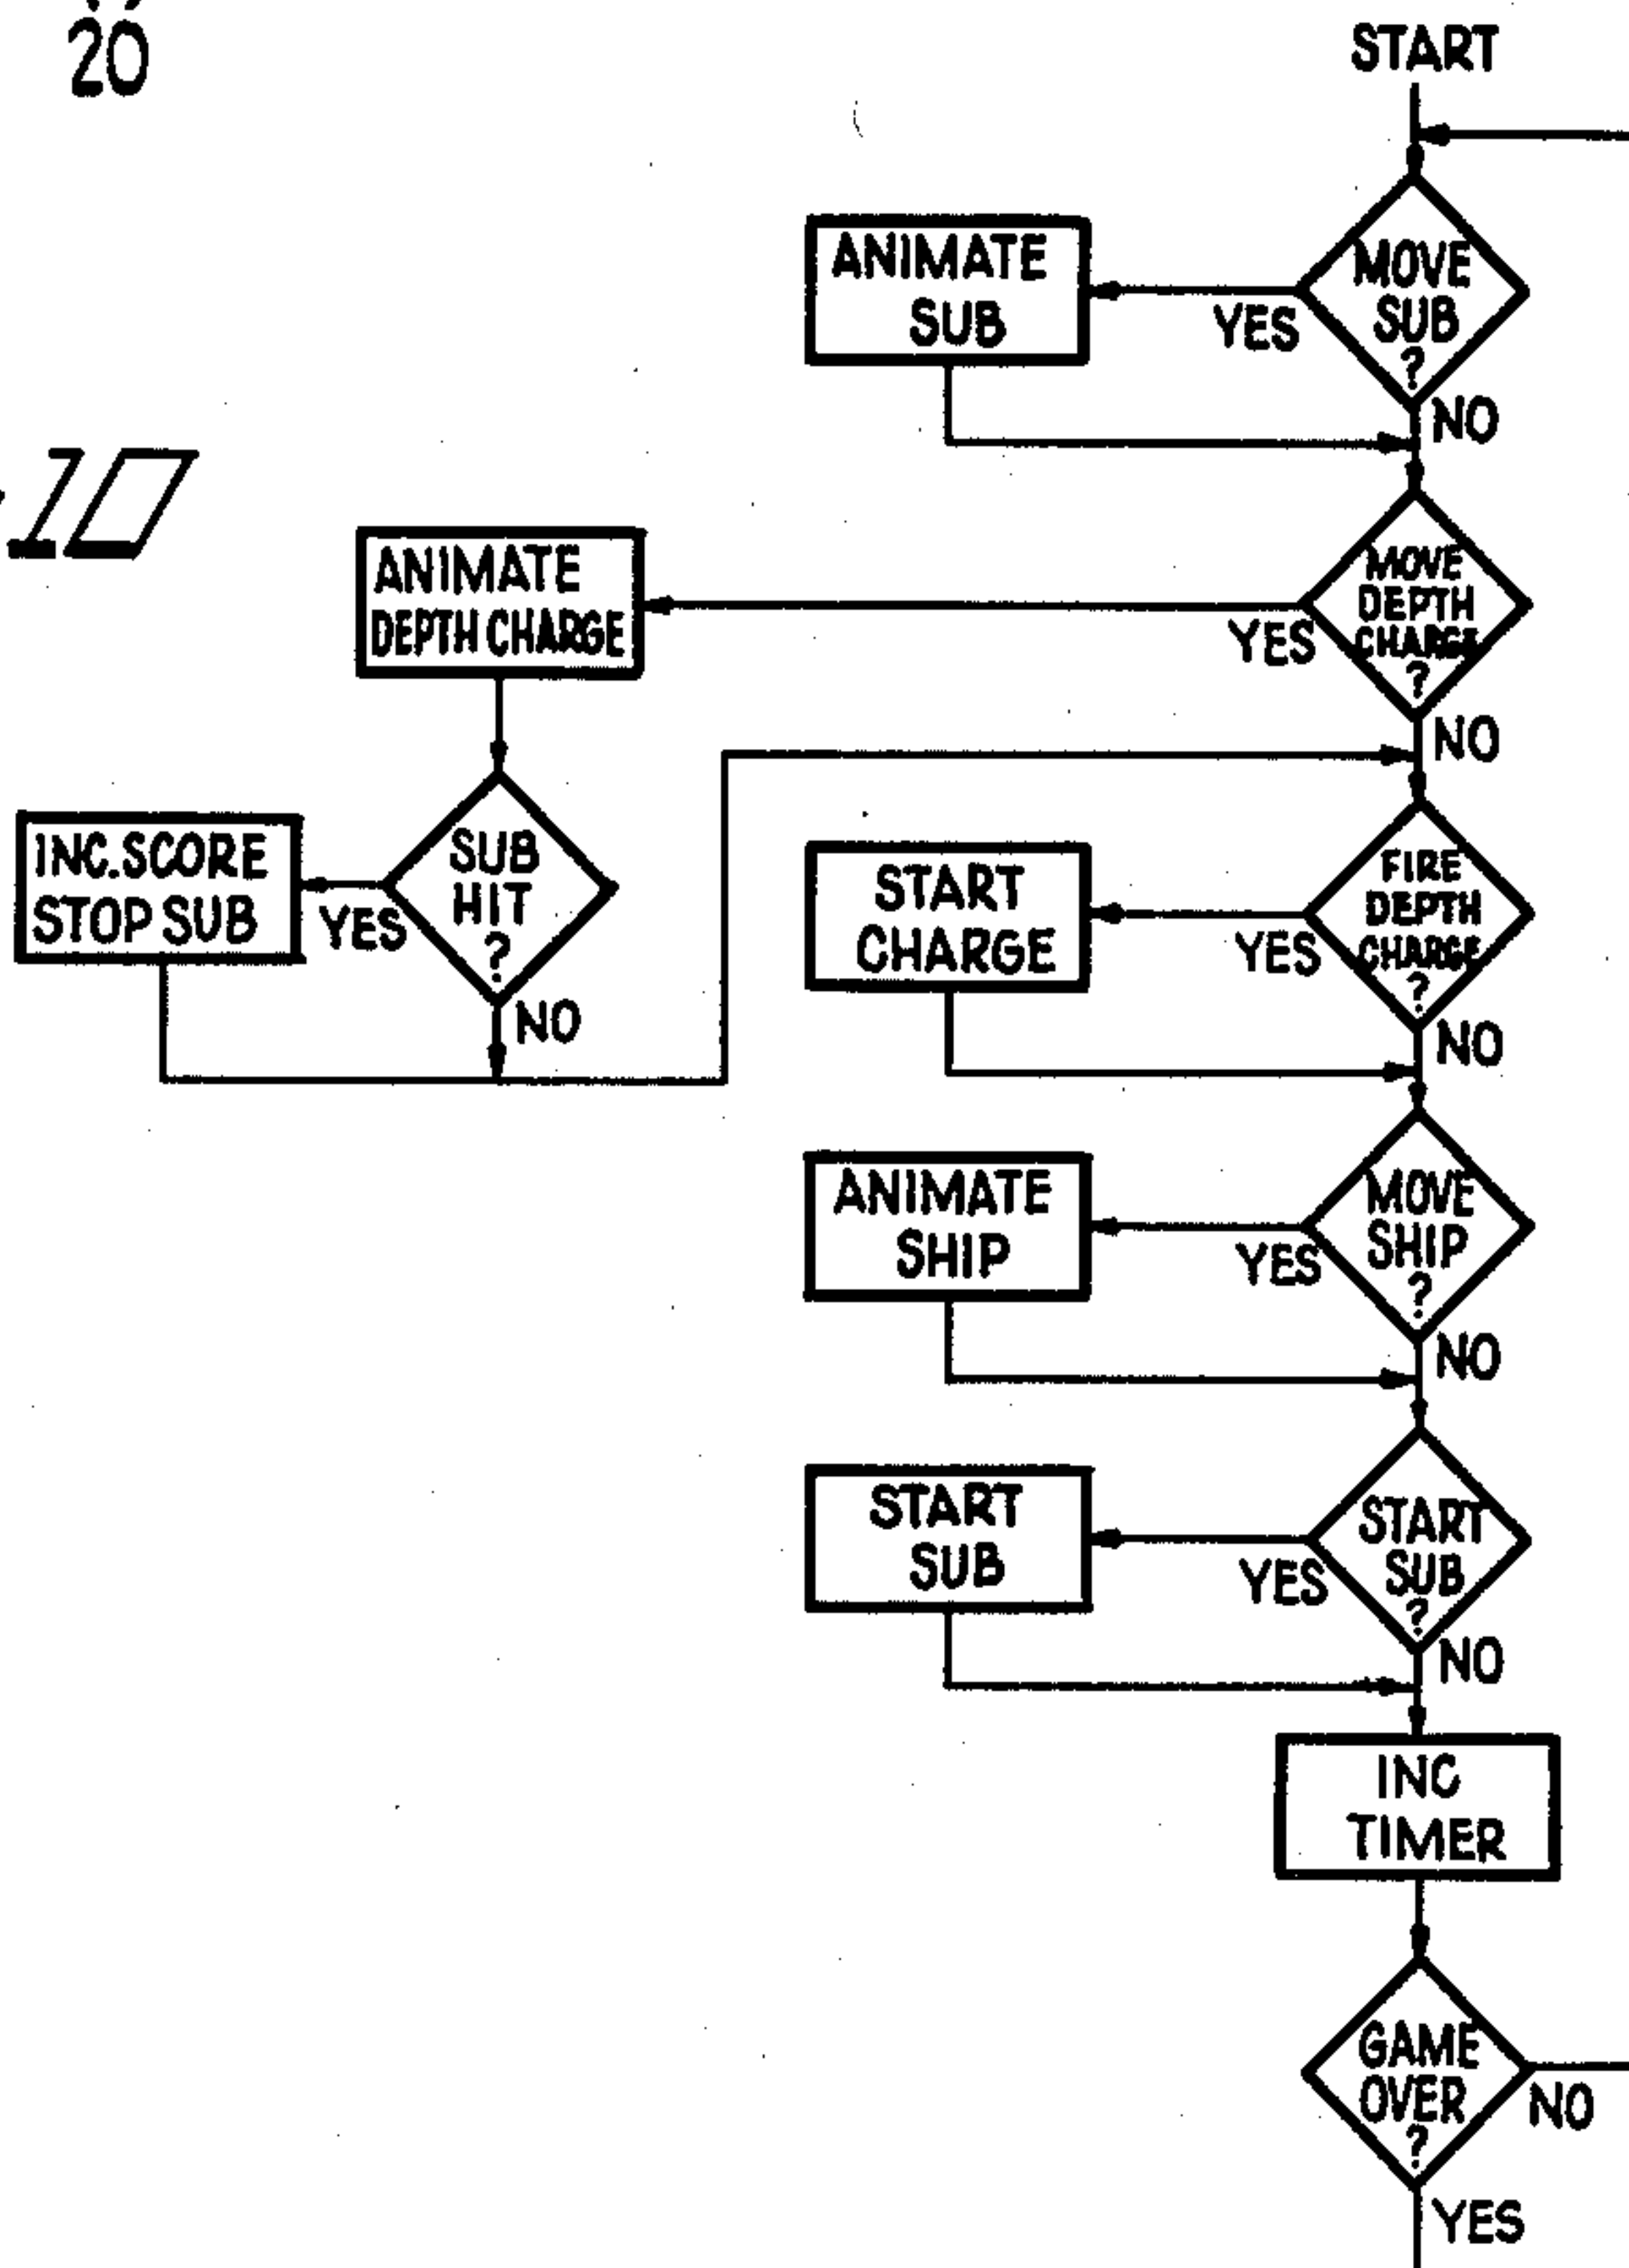 20
START
MOVE
SUB
?
YES
NO
ANIMATE
SUB
10
MOVE
DEPTH
CHARGE
?
YES
NO
ANIMATE
DEPTH CHARGE
SUB
HIT
?
YES
NO
INC.SCORE
STOP SUB
FIRE
DEPTH
CHARGE
?
YES
NO
START
CHARGE
MOVE
SHIP
?
YES
NO
ANIMATE
SHIP
START
SUB
?
YES
NO
START
SUB
INC
TIMER
GAME
OVER
?
NO
YES